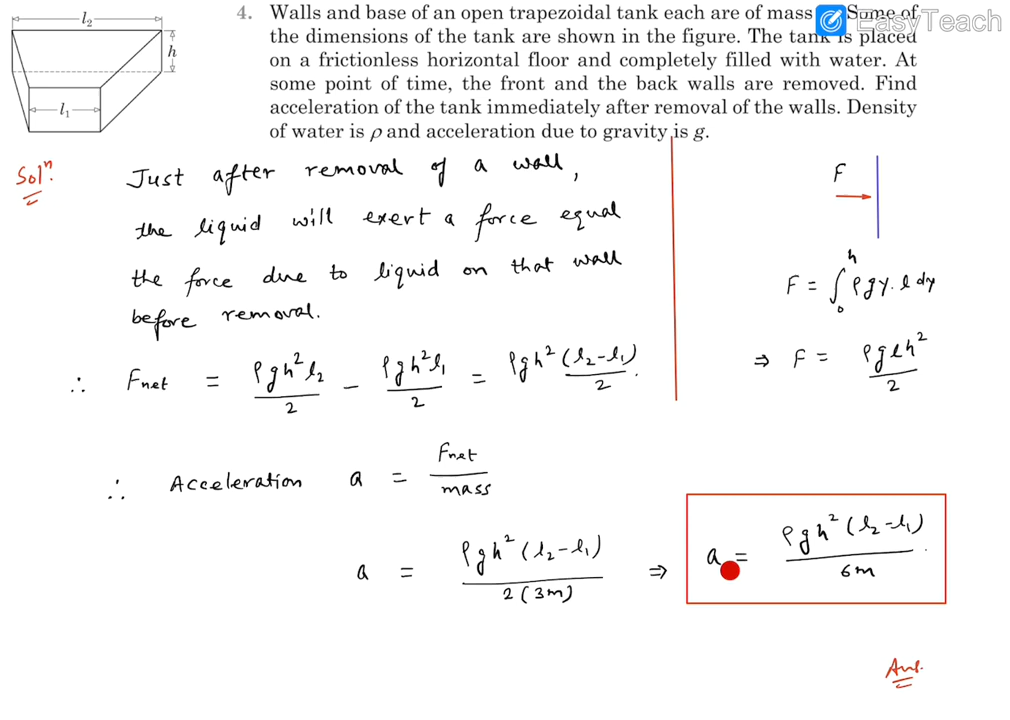 l₂
h
l₁
4. Walls and base of an open trapezoidal tank each are of mass Some of
EasyTeach
the dimensions of the tank are shown in the figure. The tank is placed
on a frictionless horizontal floor and completely filled with water. At
some point of time, the front and the back walls are removed. Find
acceleration of the tank immediately after removal of the walls. Density
of water is ρ and acceleration due to gravity is g.
Solⁿ.
Just after removal of a wall,
the liquid will exert a force equal
the force due to liquid on that wall
before removal.
∴ Fnet = ρgh²l₂/2 − ρgh²l₁/2 = ρgh²(l₂-l₁)/2.
F
F = ∫₀ʰ ρgy.l dy
⇒ F = ρglh²/2
∴ Acceleration a = Fnet/mass
a = ρgh²(l₂-l₁)/2(3m) ⇒ a = ρgh²(l₂-l₁)/6m.
Ans.